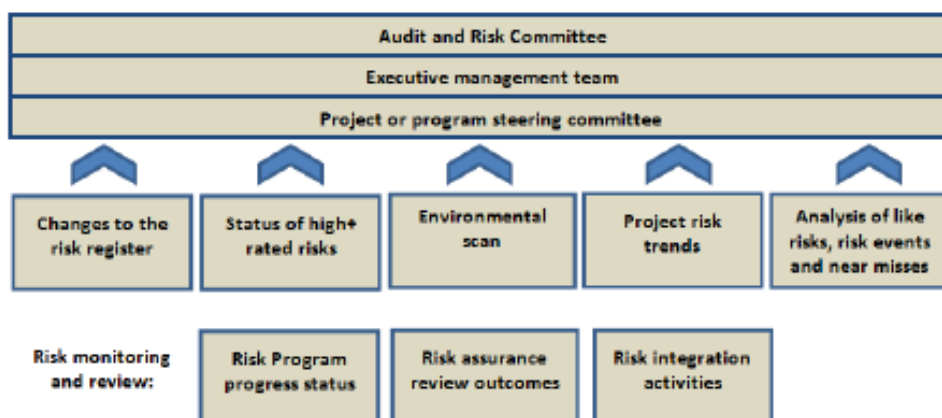 Audit and Risk Committee
Executive management team
Project or program steering committee
Changes to the
risk register
Status of high+
rated risks
Environmental
scan
Project risk
trends
Analysis of like
risks, risk events
and near misses
Risk monitoring
and review:
Risk Program
progress status
Risk assurance
review outcomes
Risk integration
activities